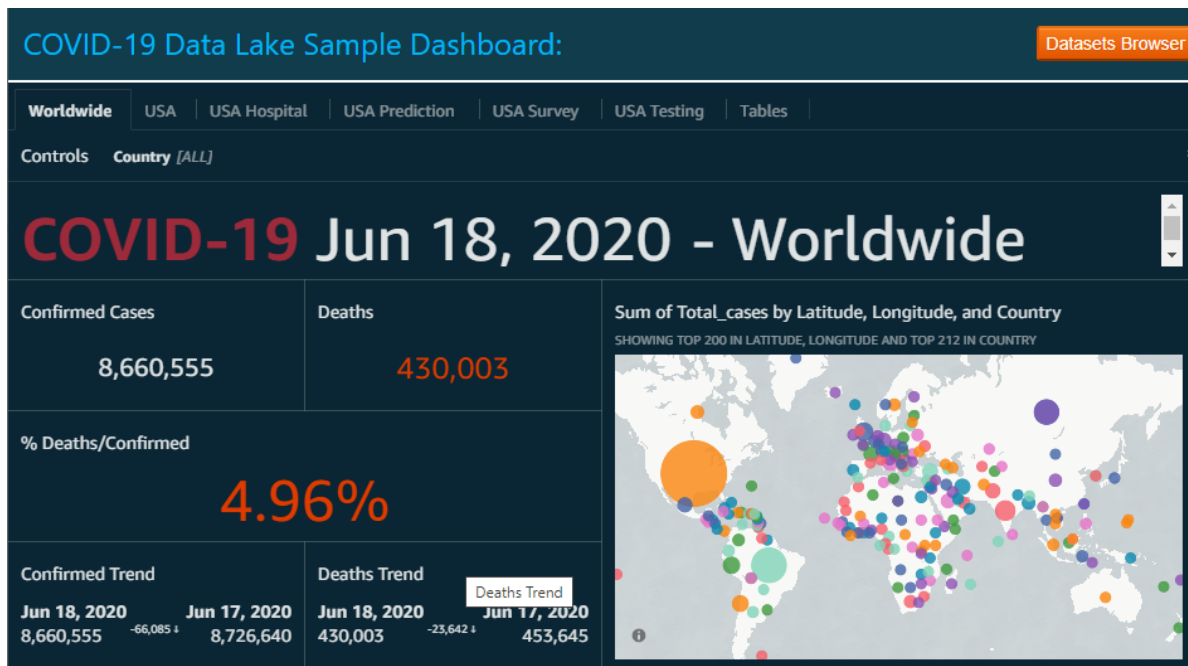 COVID-19 Data Lake Sample Dashboard:
Datasets Browser
Worldwide USA USA Hospital USA Prediction USA Survey USA Testing Tables
Controls Country [ALL]
COVID-19 Jun 18, 2020 - Worldwide
Confirmed Cases
8,660,555
Deaths
430,003
% Deaths/Confirmed
4.96%
Confirmed Trend
Jun 18, 2020 Jun 17, 2020
8,660,555 -66,085↓ 8,726,640
Deaths Trend
Deaths Trend
Jun 18, 2020 Jun 17, 2020
430,003 -23,642↓ 453,645
Sum of Total_cases by Latitude, Longitude, and Country
SHOWING TOP 200 IN LATITUDE, LONGITUDE AND TOP 212 IN COUNTRY